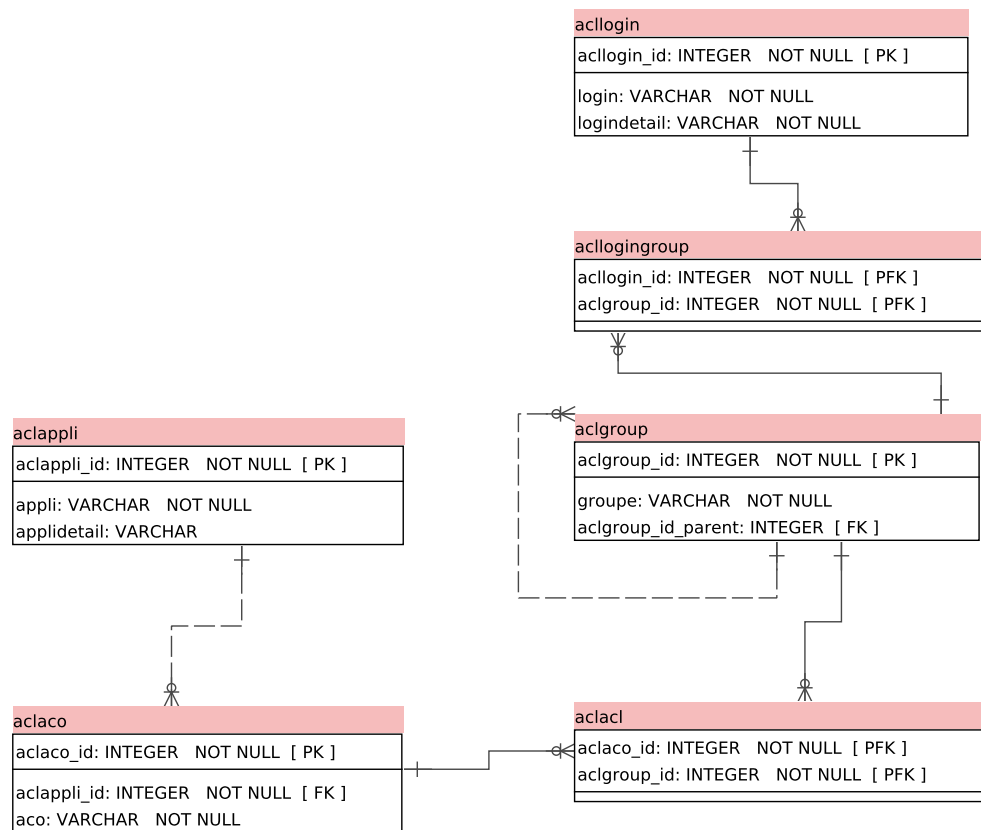 acllogin
acllogin_id: INTEGER NOT NULL [ PK ]
login: VARCHAR NOT NULL
logindetail: VARCHAR NOT NULL
acllogingroup
acllogin_id: INTEGER NOT NULL [ PFK ]
aclgroup_id: INTEGER NOT NULL [ PFK ]
aclappli
aclappli_id: INTEGER NOT NULL [ PK ]
appli: VARCHAR NOT NULL
applidetail: VARCHAR
aclgroup
aclgroup_id: INTEGER NOT NULL [ PK ]
groupe: VARCHAR NOT NULL
aclgroup_id_parent: INTEGER [ FK ]
aclaco
aclaco_id: INTEGER NOT NULL [ PK ]
aclappli_id: INTEGER NOT NULL [ FK ]
aco: VARCHAR NOT NULL
aclacl
aclaco_id: INTEGER NOT NULL [ PFK ]
aclgroup_id: INTEGER NOT NULL [ PFK ]